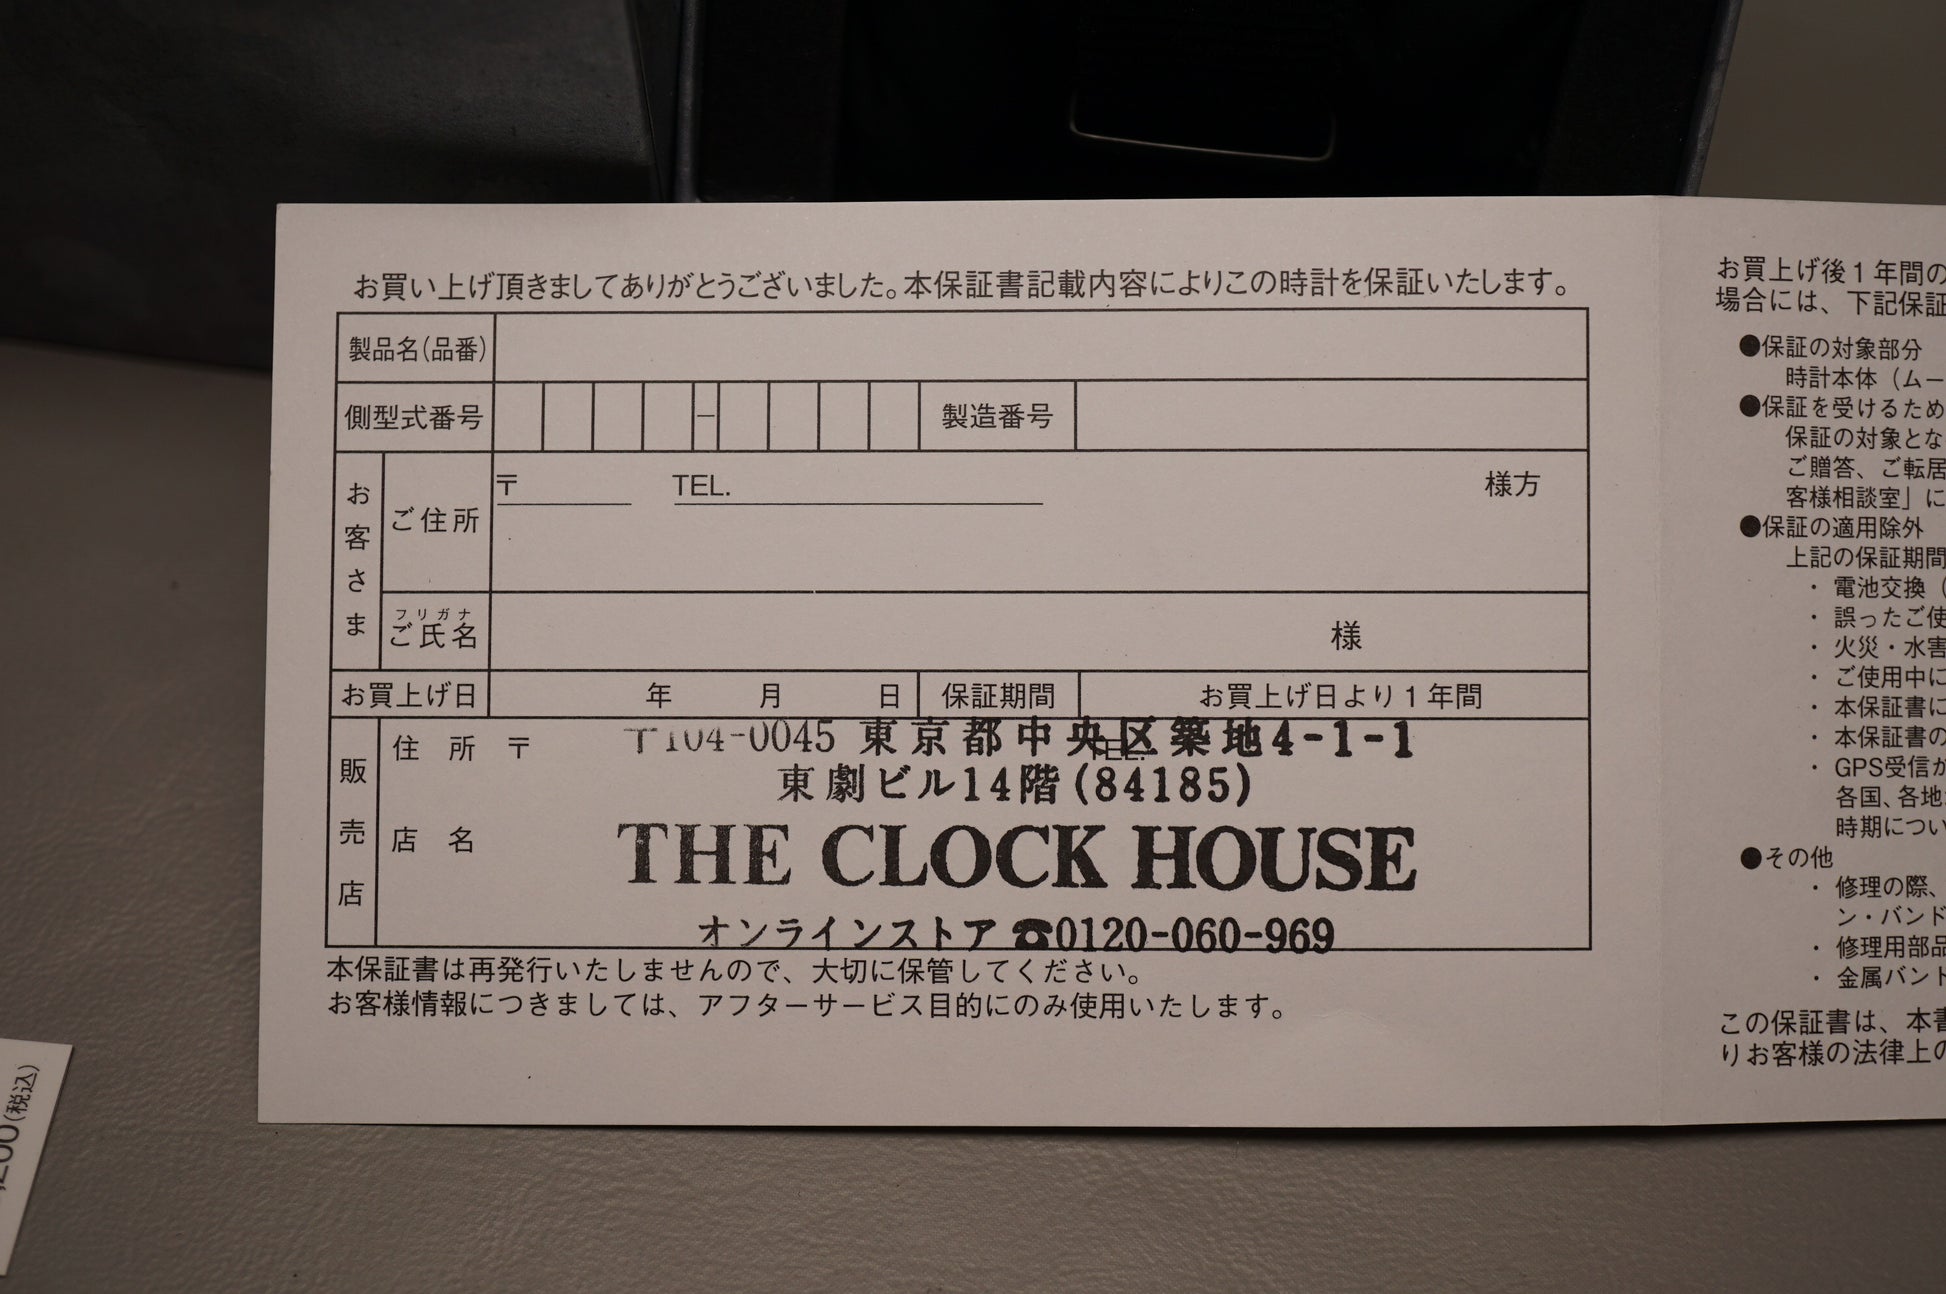 お買い上げ頂きましてありがとうございました。本保証書記載内容によりこの時計を保証いたします。
製品名(品番)
側型式番号 － 製造番号
お客さま
ご住所 〒 TEL. 様方
フリガナ
ご氏名 様
お買上げ日 年 月 日 保証期間 お買上げ日より1年間
販売店
住所 〒 TEL.
〒104-0045 東京都中央区築地4-1-1
東劇ビル14階(84185)
店名 THE CLOCK HOUSE
オンラインストア ☎0120-060-969
本保証書は再発行いたしませんので、大切に保管してください。
お客様情報につきましては、アフターサービス目的にのみ使用いたします。
お買上げ後1年間の
場合には、下記保証
●保証の対象部分
時計本体（ムー
●保証を受けるため
保証の対象とな
ご贈答、ご転居
客様相談室」に
●保証の適用除外
上記の保証期間
・電池交換（
・誤ったご使
・火災・水害
・ご使用中に
・本保証書に
・本保証書の
・GPS受信が
各国、各地
時期につい
●その他
・修理の際、
ン・バンド
・修理用部品
・金属バンド
この保証書は、本書
りお客様の法律上の
200(税込)